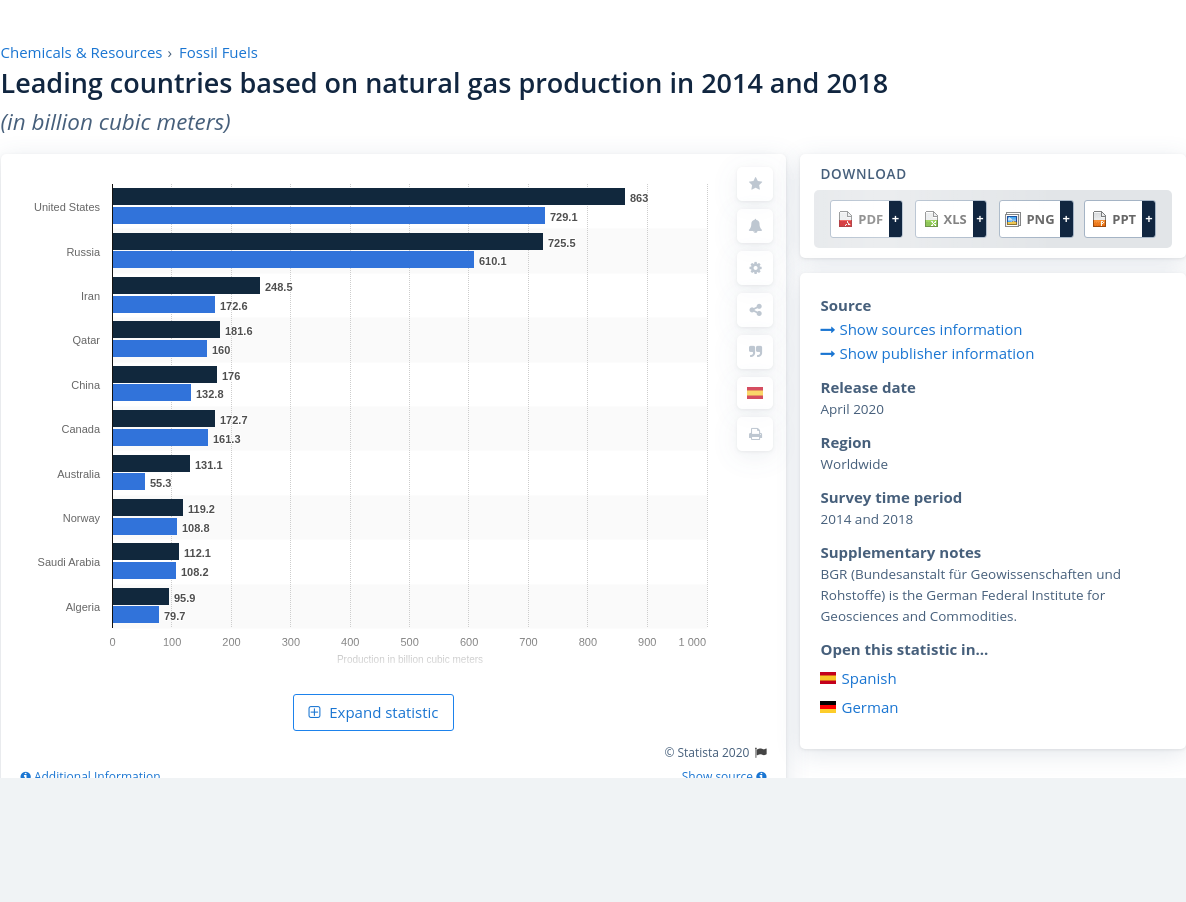 Chemicals & Resources › Fossil Fuels
Leading countries based on natural gas production in 2014 and 2018
(in billion cubic meters)
United States
863
729.1
Russia
725.5
610.1
Iran
248.5
172.6
Qatar
181.6
160
China
176
132.8
Canada
172.7
161.3
Australia
131.1
55.3
Norway
119.2
108.8
Saudi Arabia
112.1
108.2
Algeria
95.9
79.7
0 100 200 300 400 500 600 700 800 900 1 000
Production in billion cubic meters
Expand statistic
© Statista 2020
Additional Information
Show source
DOWNLOAD
PDF + XLS + PNG + PPT +
Source
Show sources information
Show publisher information
Release date
April 2020
Region
Worldwide
Survey time period
2014 and 2018
Supplementary notes
BGR (Bundesanstalt für Geowissenschaften und
Rohstoffe) is the German Federal Institute for
Geosciences and Commodities.
Open this statistic in...
Spanish
German